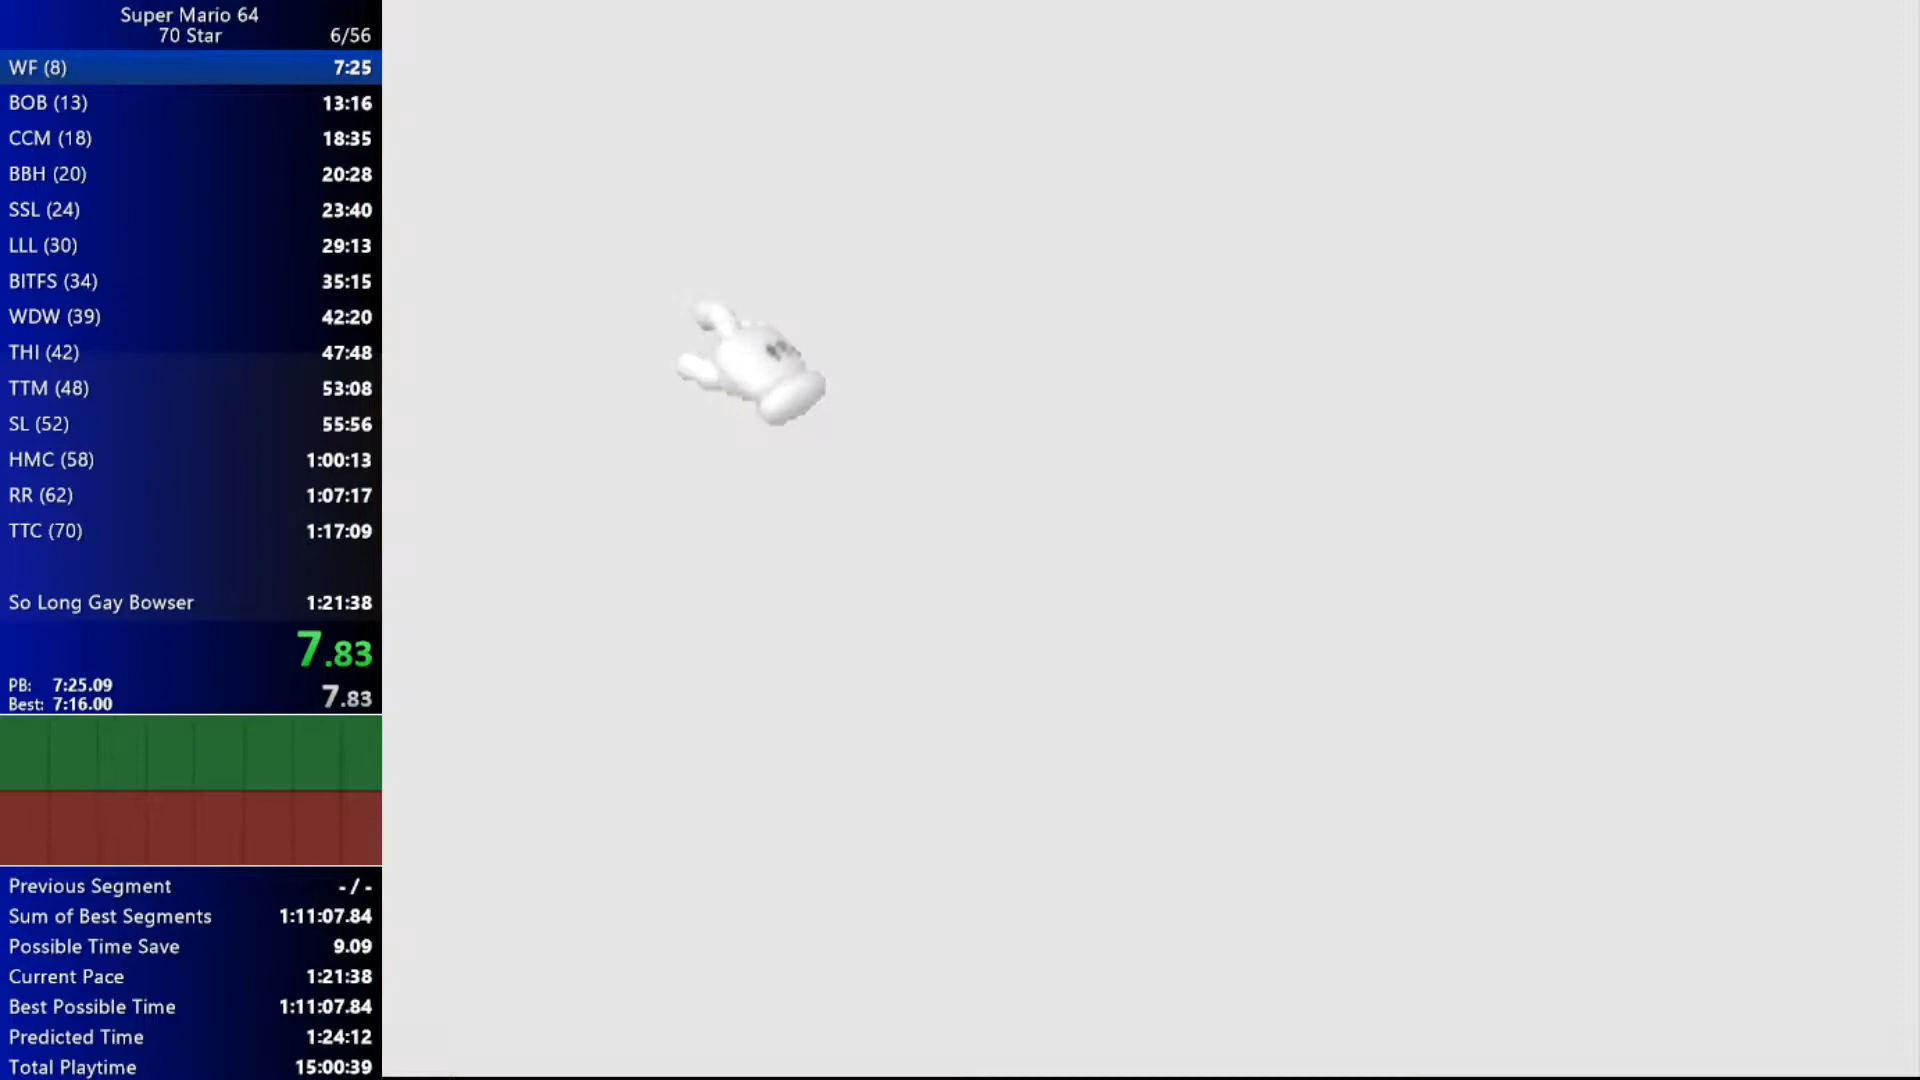 Super Mario 64
70 Star 6/56
WF (8) 7:25
BOB (13) 13:16
CCM (18) 18:35
BBH (20) 20:28
SSL (24) 23:40
LLL (30) 29:13
BITFS (34) 35:15
WDW (39) 42:20
THI (42) 47:48
TTM (48) 53:08
SL (52) 55:56
HMC (58) 1:00:13
RR (62) 1:07:17
TTC (70) 1:17:09
So Long Gay Bowser 1:21:38
7.83
PB: 7:25.09
Best: 7:16.00 7.83
Previous Segment - / -
Sum of Best Segments 1:11:07.84
Possible Time Save 9.09
Current Pace 1:21:38
Best Possible Time 1:11:07.84
Predicted Time 1:24:12
Total Playtime 15:00:39